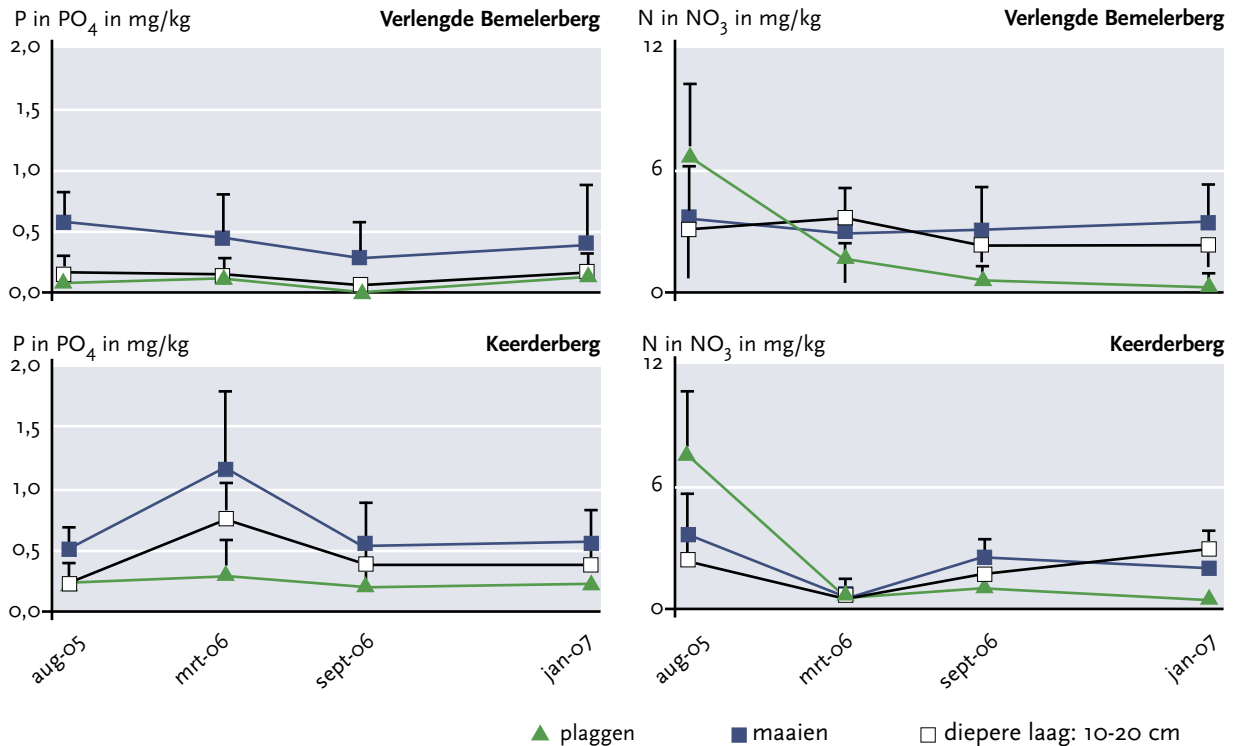 P in PO4 in mg/kg Verlengde Bemelerberg
2,0
1,5
1,0
0,5
0,0
N in NO3 in mg/kg Verlengde Bemelerberg
12
6
0
P in PO4 in mg/kg Keerderberg
2,0
1,5
1,0
0,5
0,0
aug-05 mrt-06 sept-06 jan-07
N in NO3 in mg/kg Keerderberg
12
6
0
aug-05 mrt-06 sept-06 jan-07
plaggen maaien diepere laag: 10-20 cm